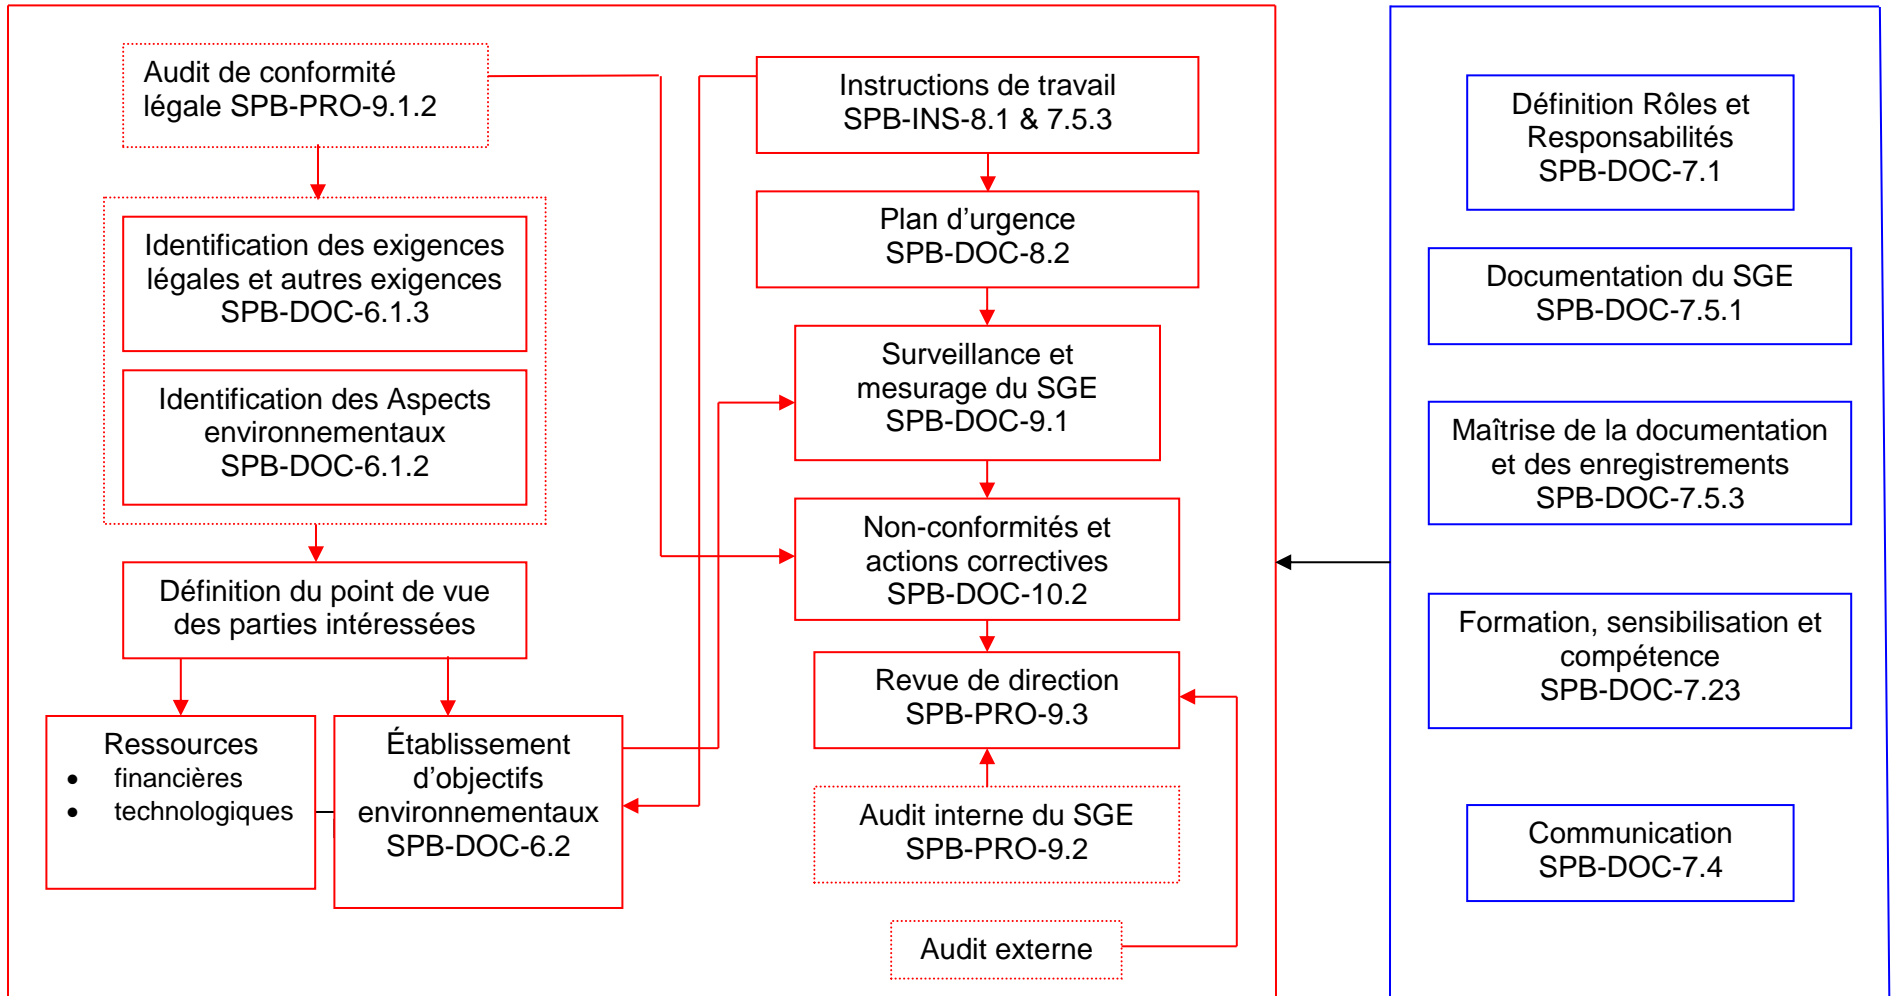 Audit de conformité
légale SPB-PRO-9.1.2
Identification des exigences
légales et autres exigences
SPB-DOC-6.1.3
Identification des Aspects
environnementaux
SPB-DOC-6.1.2
Définition du point de vue
des parties intéressées
Ressources
• financières
• technologiques
Établissement
d'objectifs
environnementaux
SPB-DOC-6.2
Instructions de travail
SPB-INS-8.1 & 7.5.3
Plan d’urgence
SPB-DOC-8.2
Surveillance et
mesurage du SGE
SPB-DOC-9.1
Non-conformités et
actions correctives
SPB-DOC-10.2
Revue de direction
SPB-PRO-9.3
Audit interne du SGE
SPB-PRO-9.2
Audit externe
Définition Rôles et
Responsabilités
SPB-DOC-7.1
Documentation du SGE
SPB-DOC-7.5.1
Maîtrise de la documentation
et des enregistrements
SPB-DOC-7.5.3
Formation, sensibilisation et
compétence
SPB-DOC-7.23
Communication
SPB-DOC-7.4